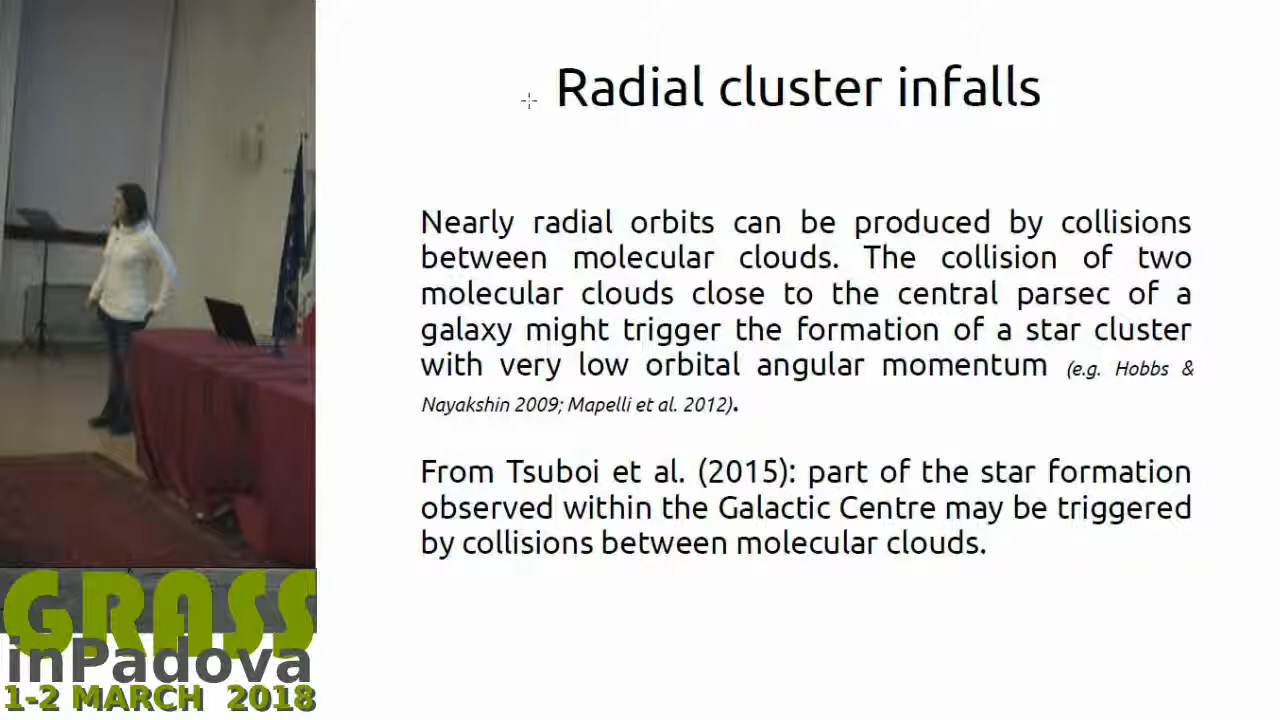 Radial cluster infalls
Nearly radial orbits can be produced by collisions
between molecular clouds. The collision of two
molecular clouds close to the central parsec of a
galaxy might trigger the formation of a star cluster
with very low orbital angular momentum (e.g. Hobbs &
Nayakshin 2009; Mapelli et al. 2012).
From Tsuboi et al. (2015): part of the star formation
observed within the Galactic Centre may be triggered
by collisions between molecular clouds.
GRASS
inPadova
1-2 MARCH 2018